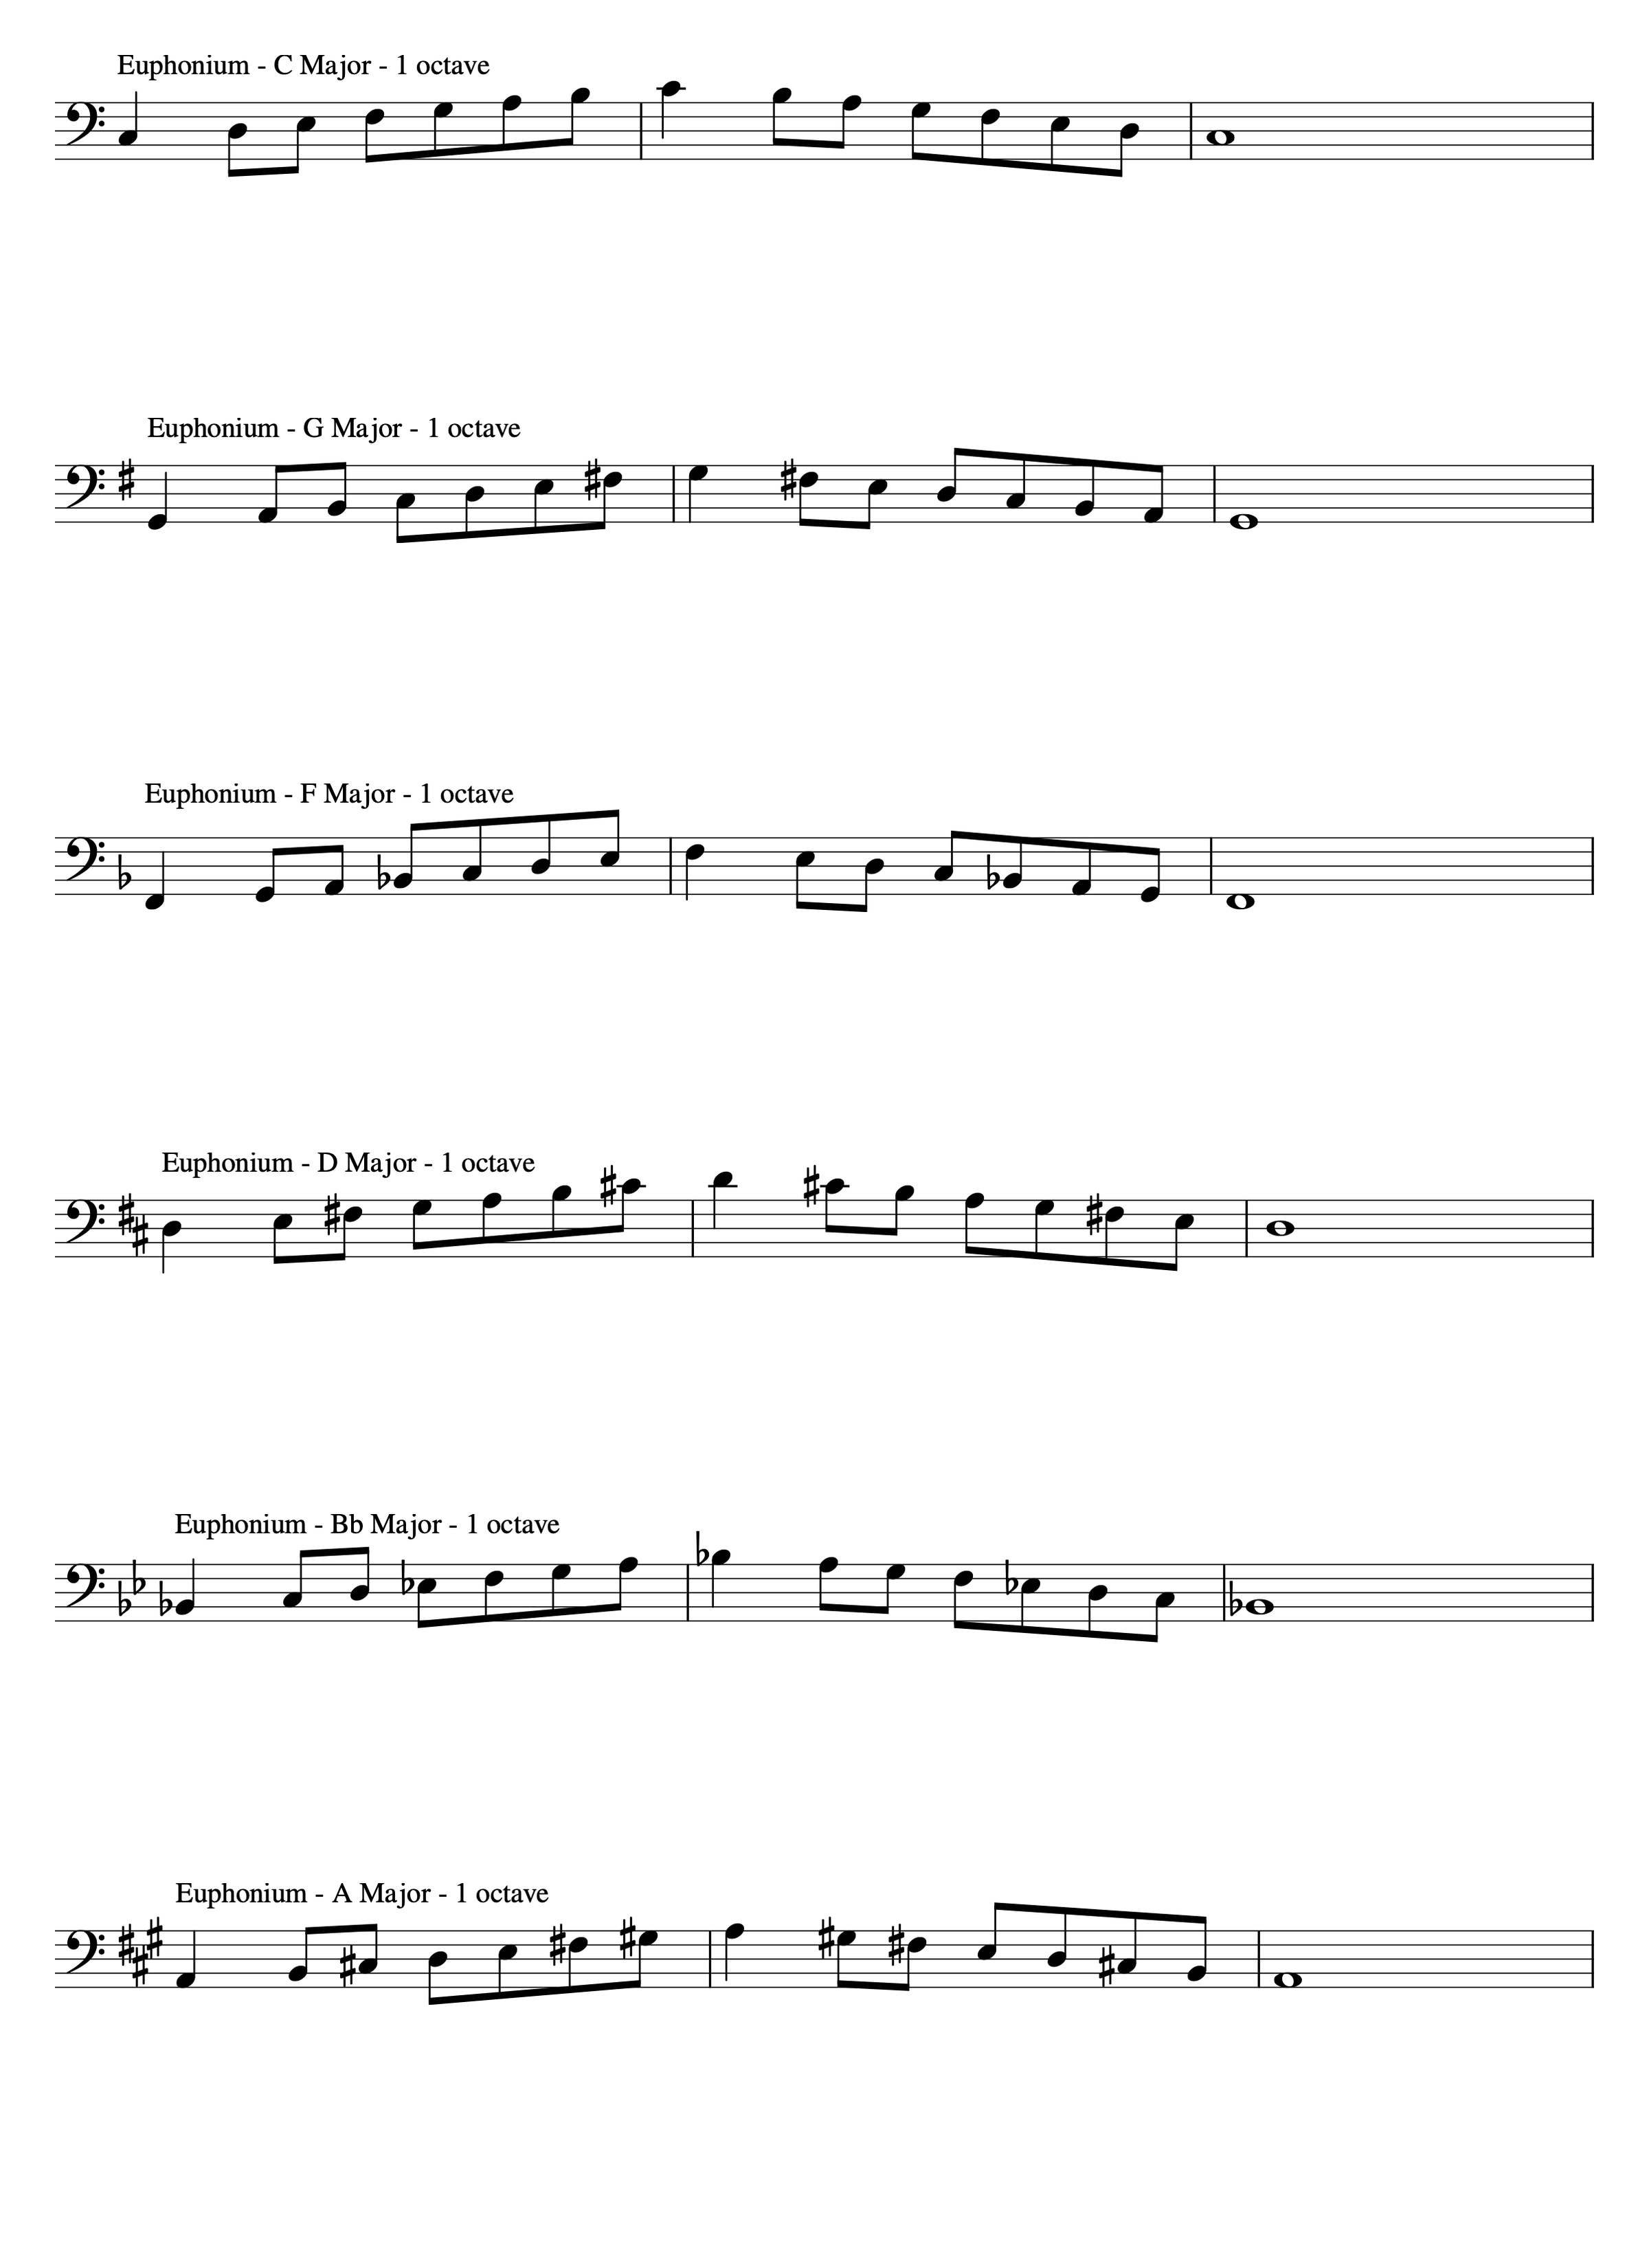 Euphonium - C Major - 1 octave
Euphonium - G Major - 1 octave
Euphonium - F Major - 1 octave
Euphonium - D Major - 1 octave
Euphonium - Bb Major - 1 octave
Euphonium - A Major - 1 octave